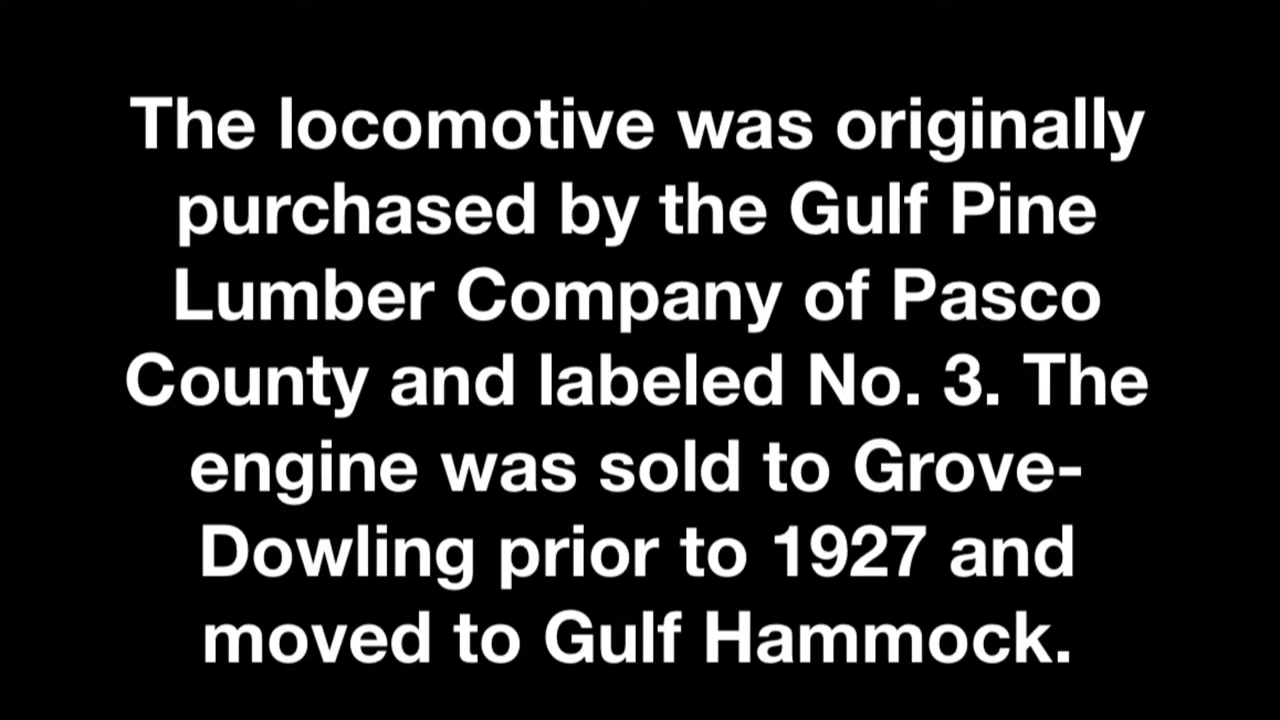 The locomotive was originally
purchased by the Gulf Pine
Lumber Company of Pasco
County and labeled No. 3. The
engine was sold to Grove-
Dowling prior to 1927 and
moved to Gulf Hammock.